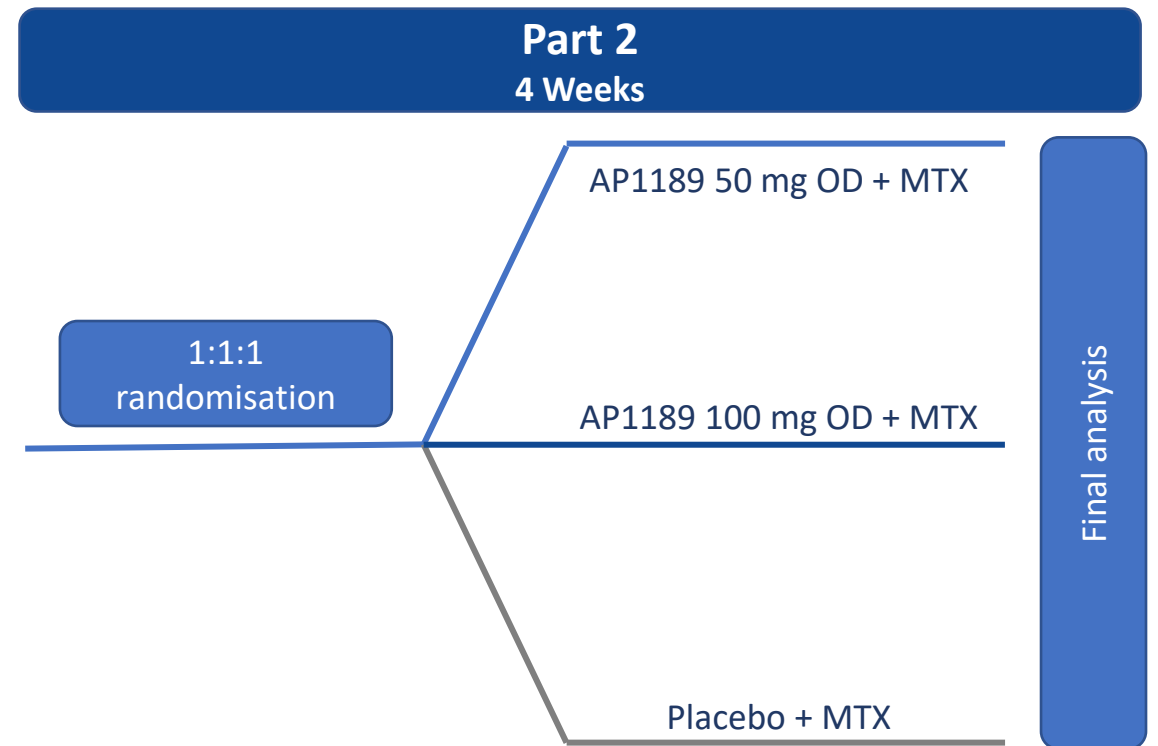 Part 2
4 Weeks
AP1189 50 mg OD + MTX
1:1:1
randomisation
AP1189 100 mg OD + MTX
Placebo + MTX
Final analysis